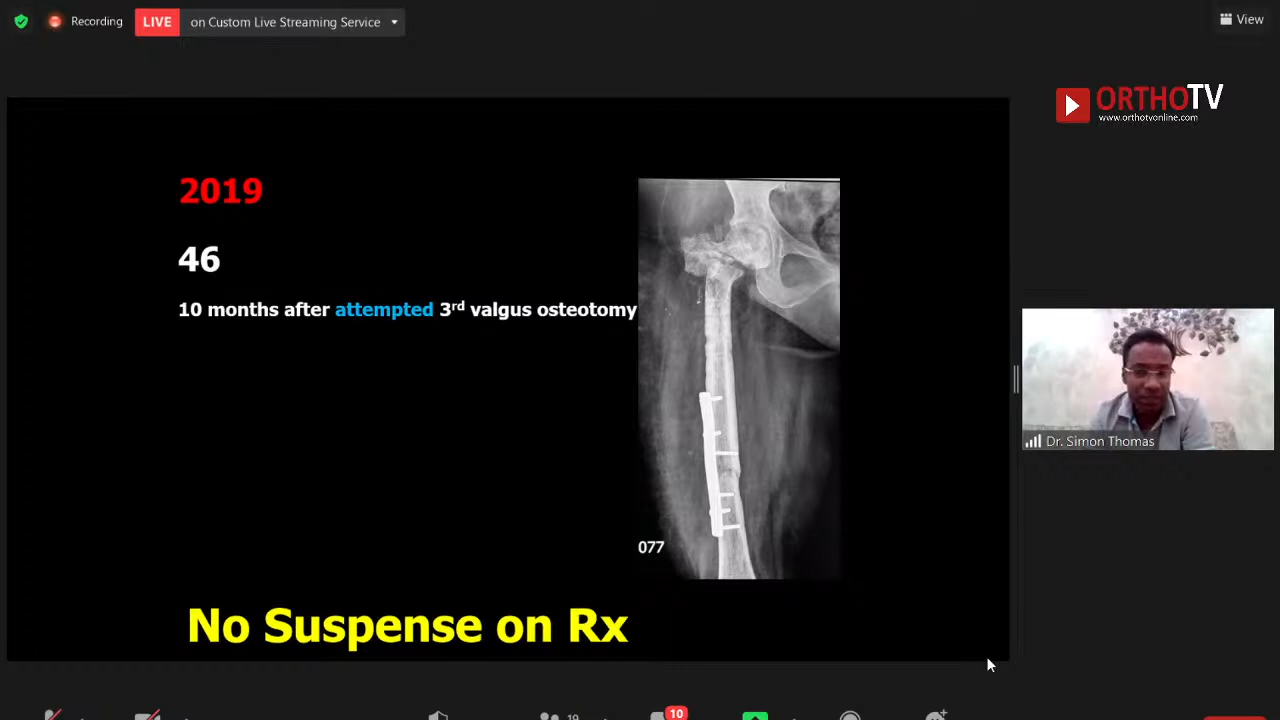 Recording
LIVE on Custom Live Streaming Service
View
ORTHOTV
www.orthotvonline.com
2019
46
10 months after attempted 3rd valgus osteotomy
077
No Suspense on Rx
Dr. Simon Thomas
19
10